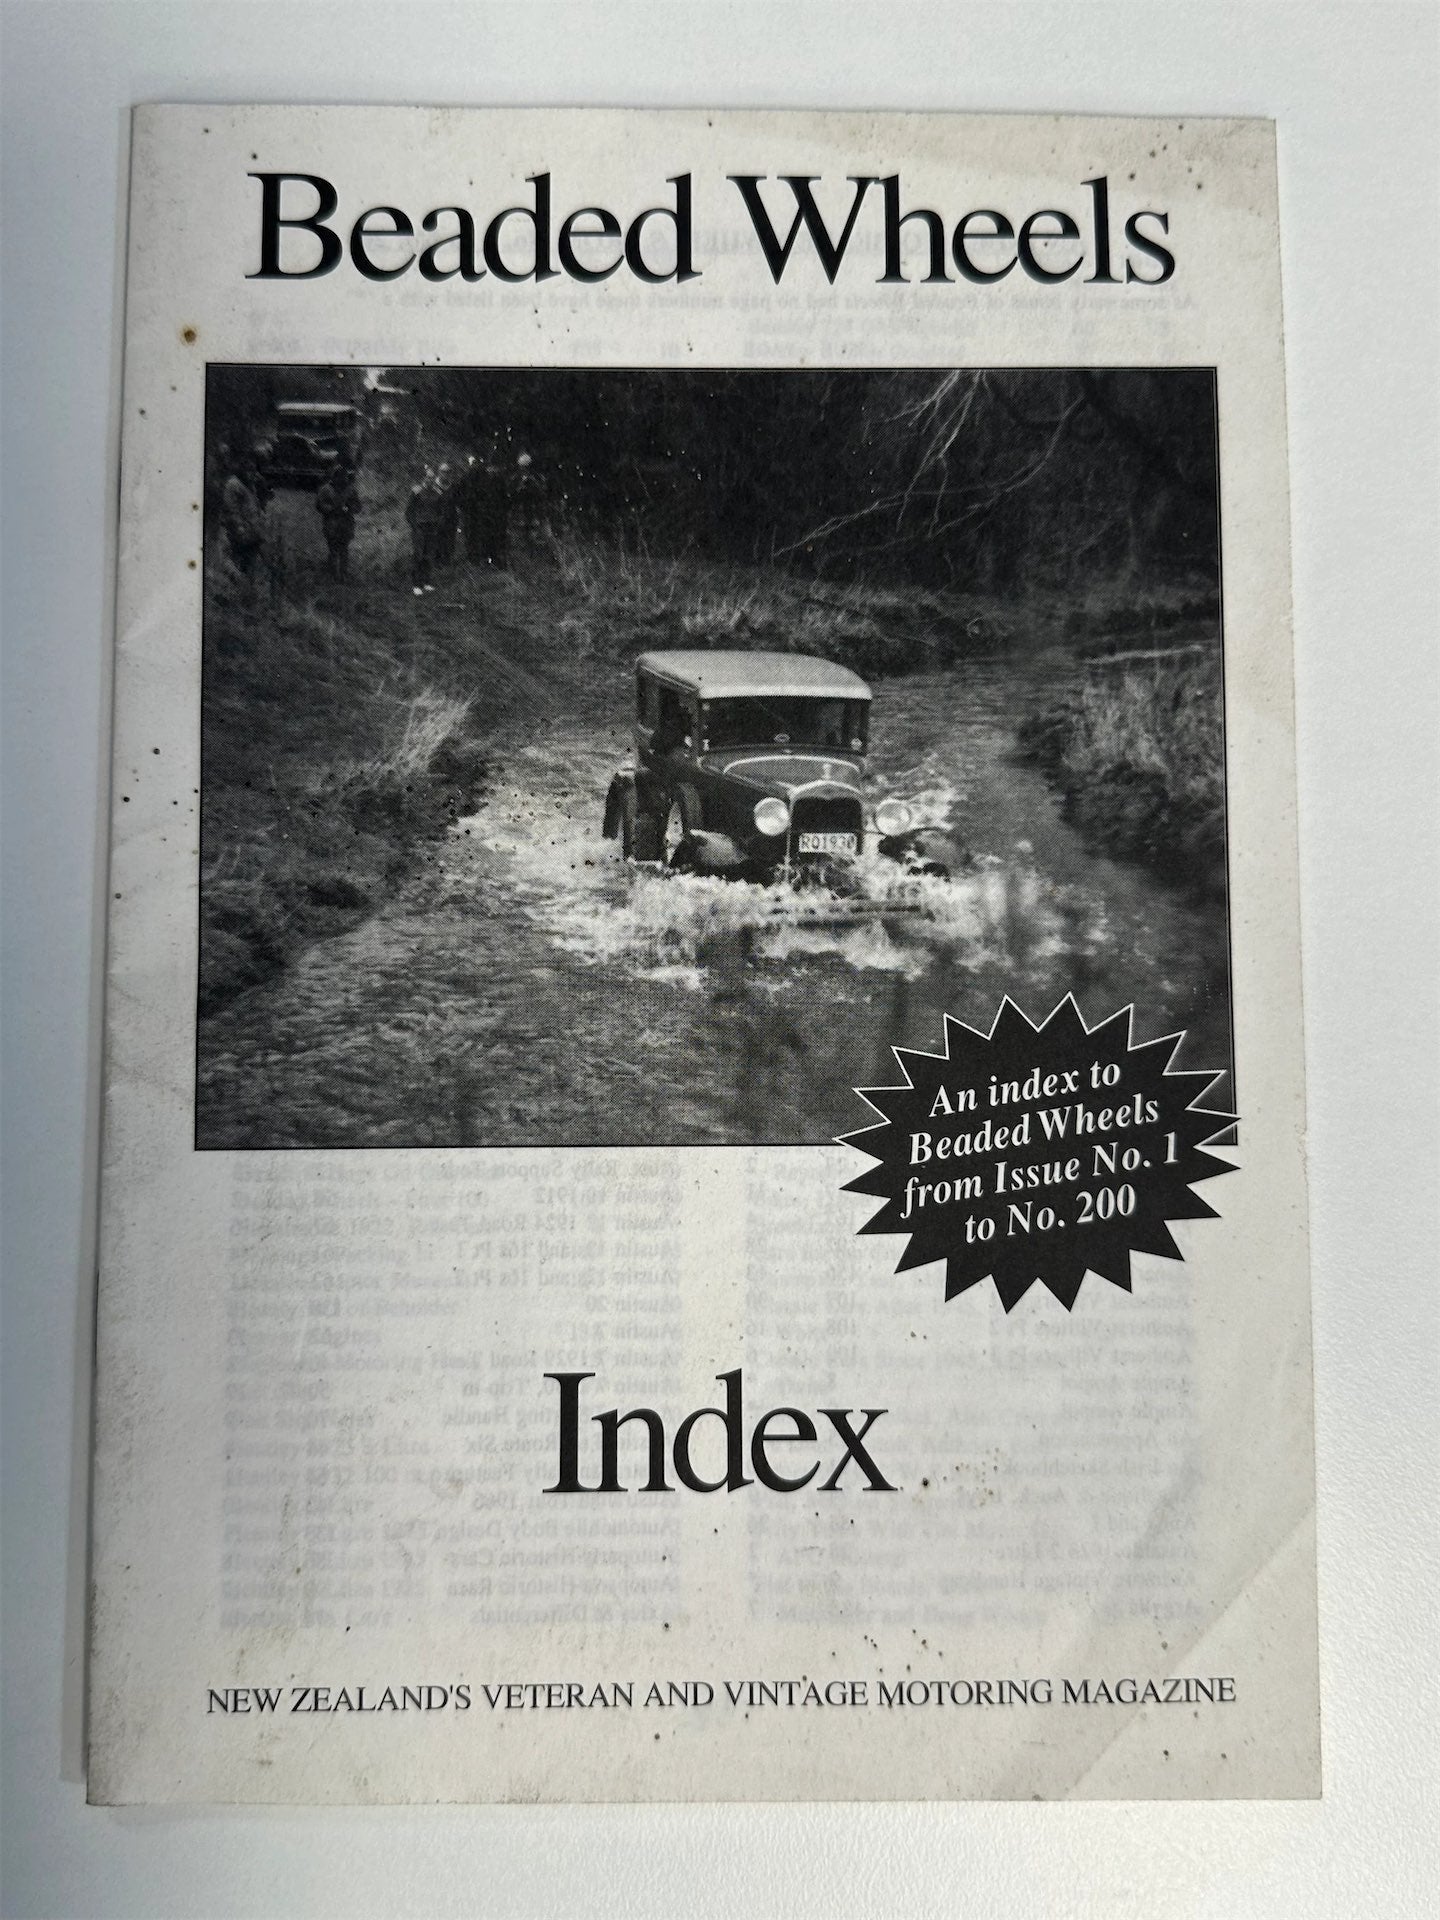 Beaded Wheels
RO1930
An index to
Beaded Wheels
from Issue No. 1
to No. 200
Index
NEW ZEALAND'S VETERAN AND VINTAGE MOTORING MAGAZINE